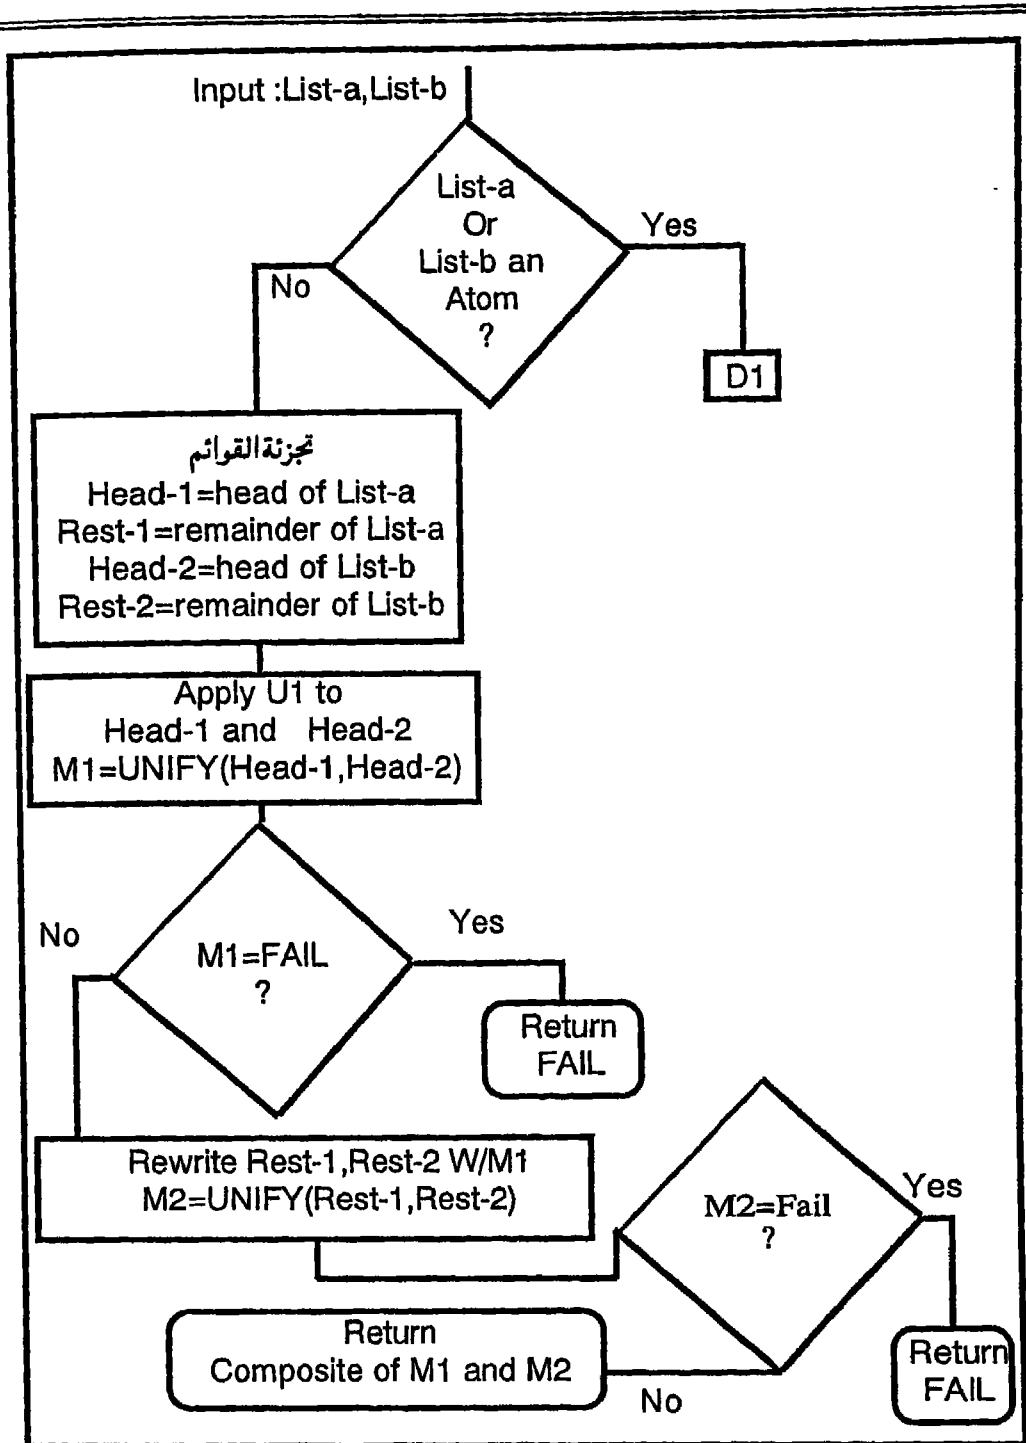 Input :List-a,List-b
List-a
Or
List-b an
Atom
?
Yes
No
D1
تجزئة القوائم
Head-1=head of List-a
Rest-1=remainder of List-a
Head-2=head of List-b
Rest-2=remainder of List-b
Apply U1 to
Head-1 and Head-2
M1=UNIFY(Head-1,Head-2)
No
Yes
M1=FAIL
?
Return
FAIL
Rewrite Rest-1,Rest-2 W/M1
M2=UNIFY(Rest-1,Rest-2)
M2=Fail
?
Yes
Return
FAIL
No
Return
Composite of M1 and M2